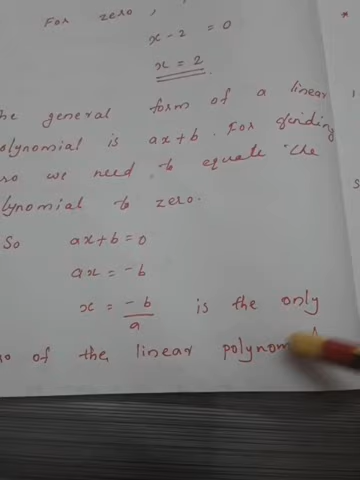 For zero,
x - 2 = 0
x = 2
he general form of a linear
olynomial is ax + b. For finding
ro we need to equate the
lynomial to zero.
So ax + b = 0
ax = -b
x = -b/a is the only
o of the linear polynom